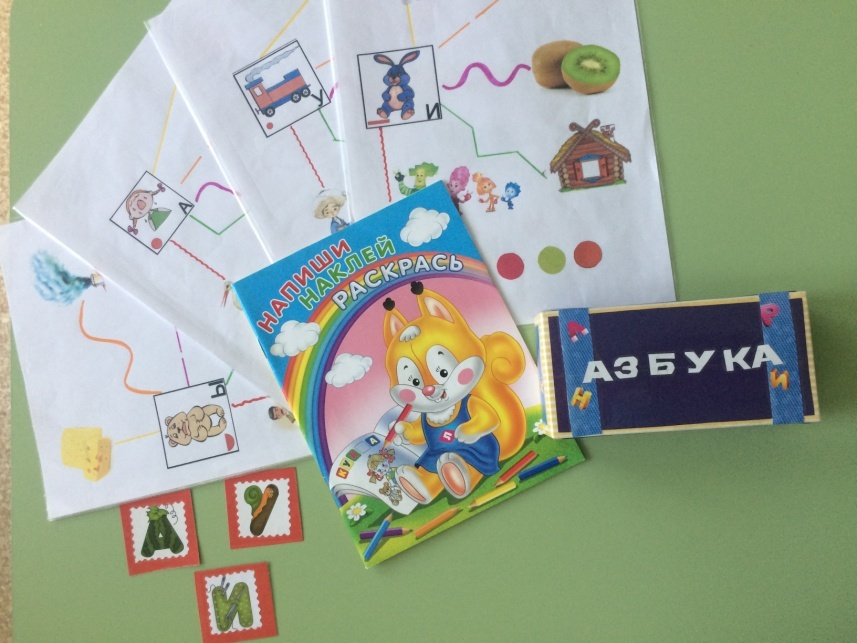 У
И
А
Ы
НАПИШИ
НАКЛЕЙ
РАСКРАСЬ
Л
А Р
АЗБУКА
Н И
А
У
И